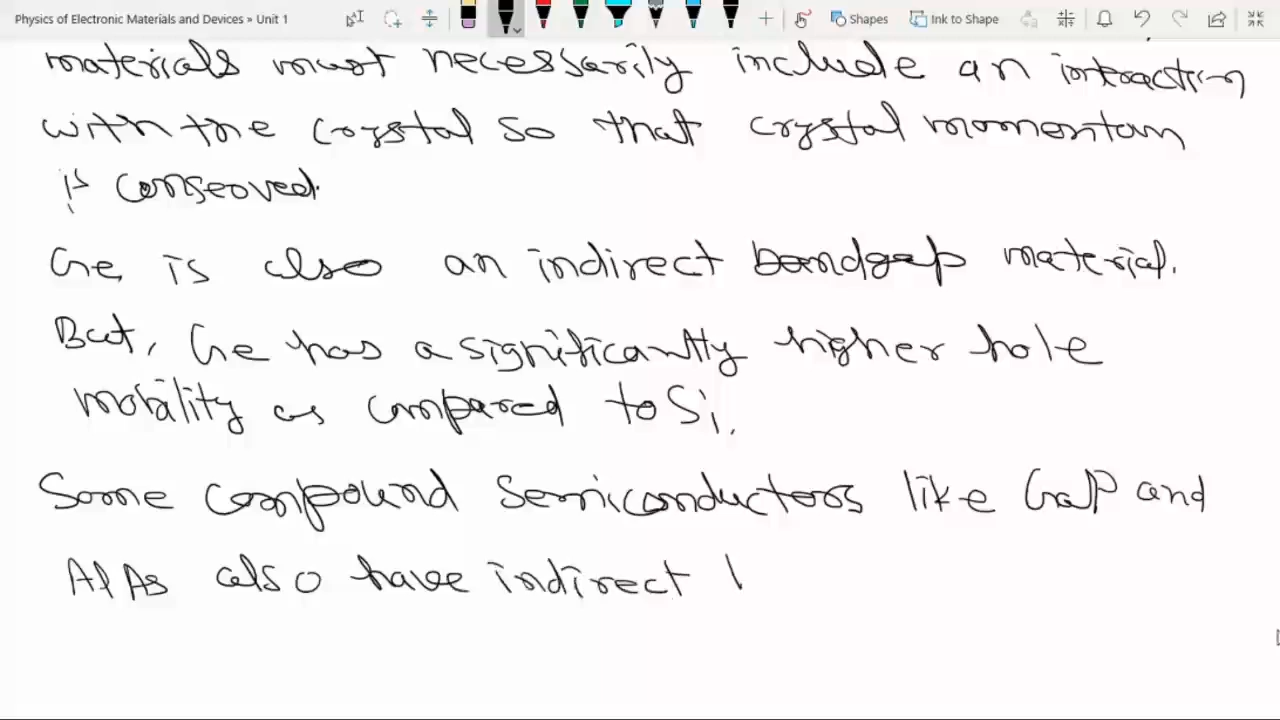 Physics of Electronic Materials and Devices » Unit 1
Shapes
Ink to Shape
materials must necessarily include an interaction
with the crystal so that crystal momentum
is conserved.
Ge is also an indirect bandgap material.
But, Ge has a significantly higher hole
mobility as compared to Si.
Some compound semiconductors like GaP and
AlAs also have indirect